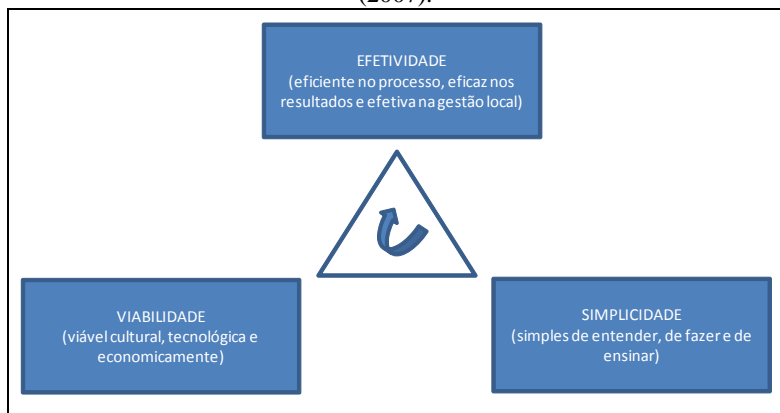 (2007).
EFETIVIDADE
(eficiente no processo, eficaz nos
resultados e efetiva na gestão local)
VIABILIDADE
(viável cultural, tecnológica e
economicamente)
SIMPLICIDADE
(simples de entender, de fazer e de
ensinar)